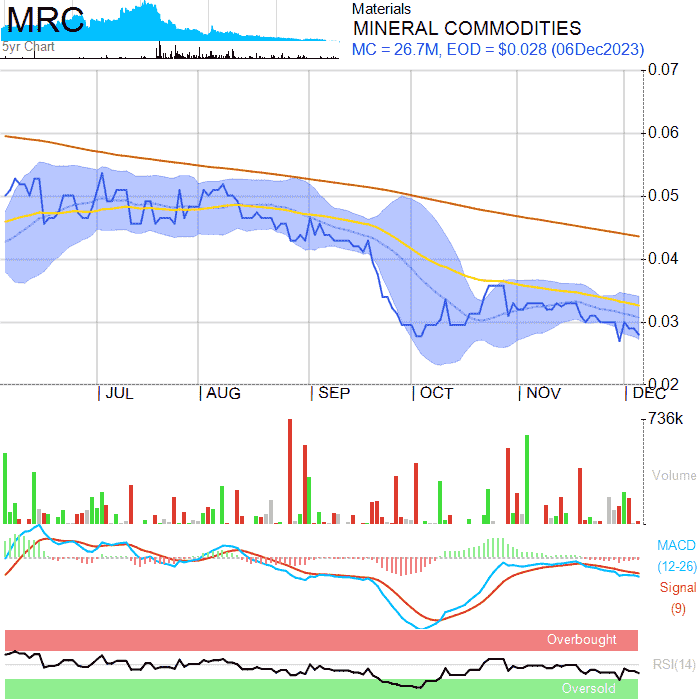 MRC
5yr Chart
Materials
MINERAL COMMODITIES
MC = 26.7M, EOD = $0.028 (06Dec2023)
0.07
0.06
0.05
0.04
0.03
0.02
JUL
AUG
SEP
OCT
NOV
DEC
736k
Volume
MACD
(12-26)
Signal
(9)
Overbought
RSI(14)
Oversold